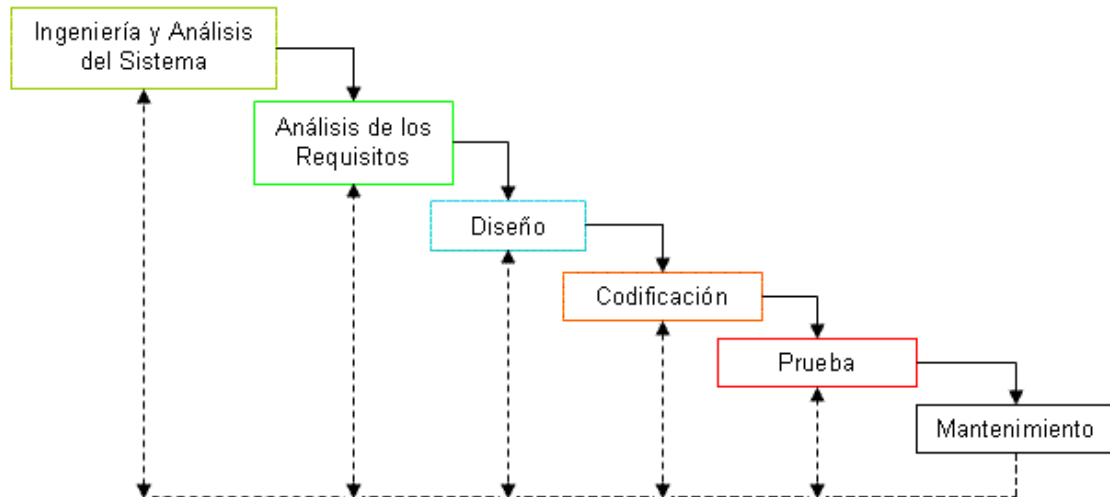 Ingeniería y Análisis
del Sistema
Análisis de los
Requisitos
Diseño
Codificación
Prueba
Mantenimiento